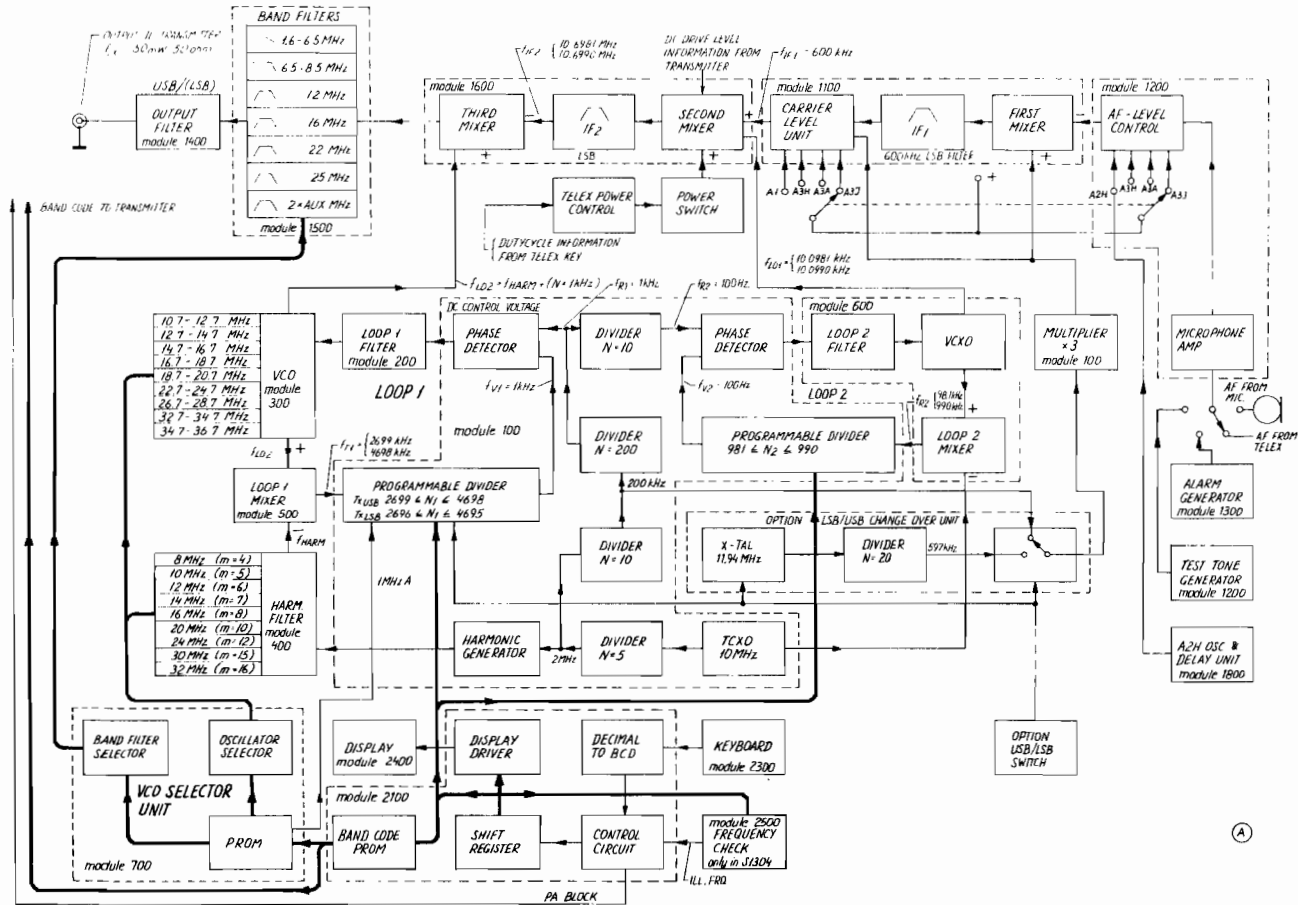 OUTPUT TO TRANSMITTER
50mW 50 ohm
USB/(LSB)
OUTPUT
FILTER
module 1400
BAND FILTERS
1.6-6.5 MHz
6.5-8.5 MHz
12 MHz
16 MHz
22 MHz
25 MHz
2×AUX MHz
module 1500
BAND CODE TO TRANSMITTER
module 1600
fIF2 { 10.6981 MHz
10.6990 MHz
DC DRIVE LEVEL
INFORMATION FROM
TRANSMITTER
fIF1 = 600 kHz
THIRD
MIXER
+
IF2
LSB
SECOND
MIXER
+
+
module 1100
CARRIER
LEVEL
UNIT
IF1
600kHz LSB FILTER
FIRST
MIXER
+
module 1200
AF-LEVEL
CONTROL
A1
A3H
A3A
A3J
+
A2H
A3H
A3A
A3J
TELEX POWER
CONTROL
POWER
SWITCH
{ DUTYCYCLE INFORMATION
FROM TELEX KEY
fLO1 = { 10.0981 kHz
10.0990 kHz
fLO2 = fHARM + (N × 1kHz)
fR1 = 1kHz
fR2 = 100Hz
DC CONTROL VOLTAGE
10.7-12.7 MHz
12.7-14.7 MHz
14.7-16.7 MHz
16.7-18.7 MHz
18.7-20.7 MHz
22.7-24.7 MHz
26.7-28.7 MHz
32.7-34.7 MHz
34.7-36.7 MHz
VCO
module
300
LOOP 1
FILTER
module 200
PHASE
DETECTOR
DIVIDER
N=10
PHASE
DETECTOR
module 600
LOOP 2
FILTER
VCXO
MULTIPLIER
×3
module 100
MICROPHONE
AMP
AF FROM
MIC.
AF FROM
TELEX
fV1 = 1kHz
fV2 = 100Hz
LOOP 1
LOOP 2
fP2 { 981kHz
990kHz
+
module 100
fLO2
+
fP1 = { 2699 kHz
4698 kHz
LOOP 1
MIXER
module 500
PROGRAMMABLE DIVIDER
Tx USB 2699 ≤ N1 ≤ 4698
Tx LSB 2696 ≤ N1 ≤ 4695
DIVIDER
N=200
PROGRAMMABLE DIVIDER
981 ≤ N2 ≤ 990
LOOP 2
MIXER
ALARM
GENERATOR
module 1300
200kHz
fHARM
OPTION LSB/USB CHANGE OVER UNIT
DIVIDER
N=10
X-TAL
11,94 MHz
DIVIDER
N=20
597kHz
TEST TONE
GENERATOR
module 1200
8 MHz (m=4)
10 MHz (m=5)
12 MHz (m=6)
14 MHz (m=7)
16 MHz (m=8)
20 MHz (m=10)
24 MHz (m=12)
30 MHz (m=15)
32 MHz (m=16)
HARM.
FILTER
module
400
1MHz A
HARMONIC
GENERATOR
2MHz
DIVIDER
N=5
TCXO
10 MHz
A2H OSC &
DELAY UNIT
module 1800
BAND FILTER
SELECTOR
OSCILLATOR
SELECTOR
VCO SELECTOR
UNIT
PROM
module 700
DISPLAY
module 2400
DISPLAY
DRIVER
DECIMAL
TO BCD
KEYBOARD
module 2300
OPTION
USB/LSB
SWITCH
module 2100
BAND CODE
PROM
SHIFT
REGISTER
CONTROL
CIRCUIT
module 2500
FREQUENCY
CHECK
only in S1304
ILL. FRQ.
PA BLOCK
A